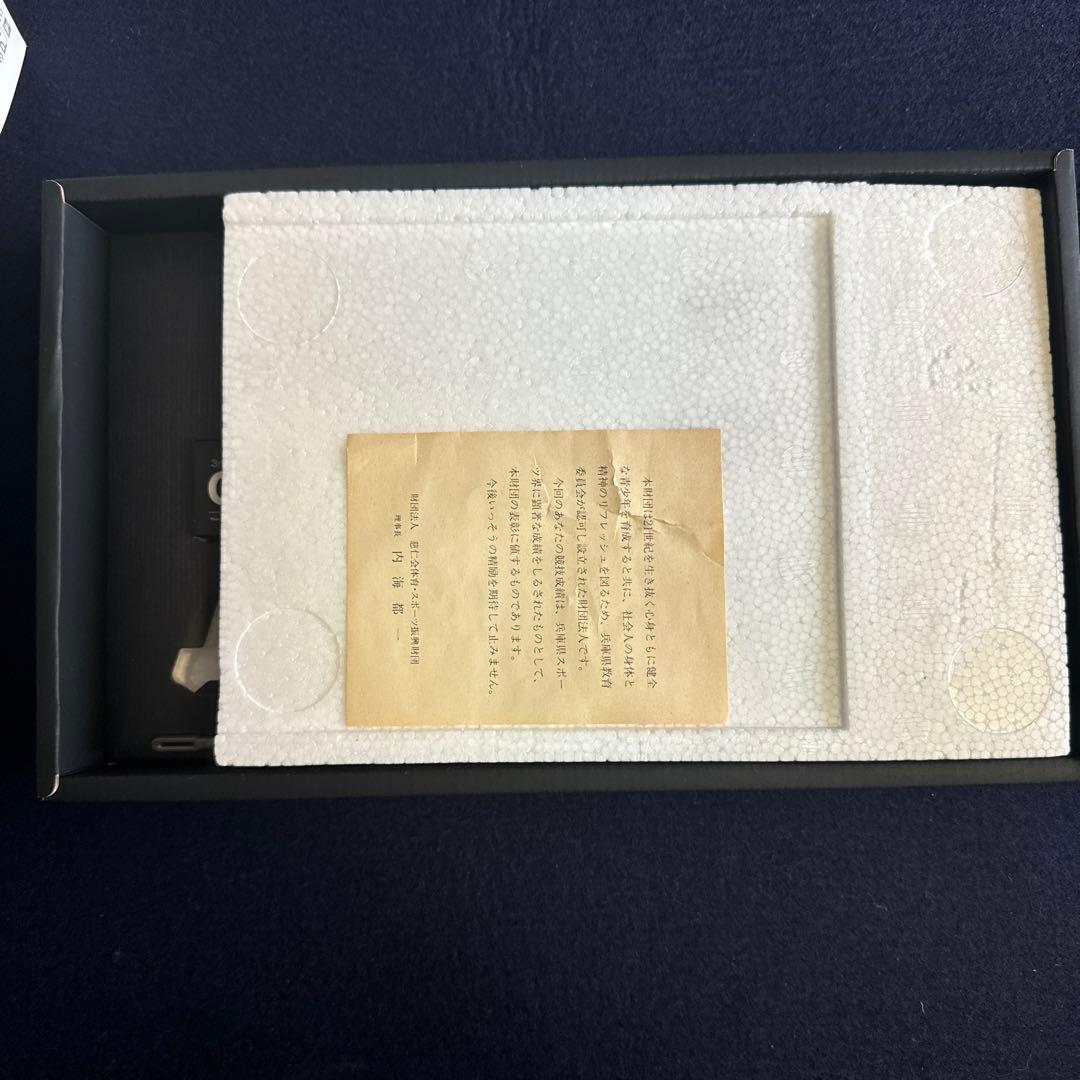 本財団は21世紀を生き抜く心身ともに健全
な青少年を育成すると共に、社会人の身体と
精神のリフレッシュを図るため、兵庫県教育
委員会が認可し設立された財団法人です。
今回のあなたの競技成績は、兵庫県スポー
ツ界に顕著な成績をしるされたものとして、
本財団の表彰に値するものであります。
今後いっそうの精励を期待して止みません。
財団法人 慈仁会体育・スポーツ振興財団
理事長 内海都一